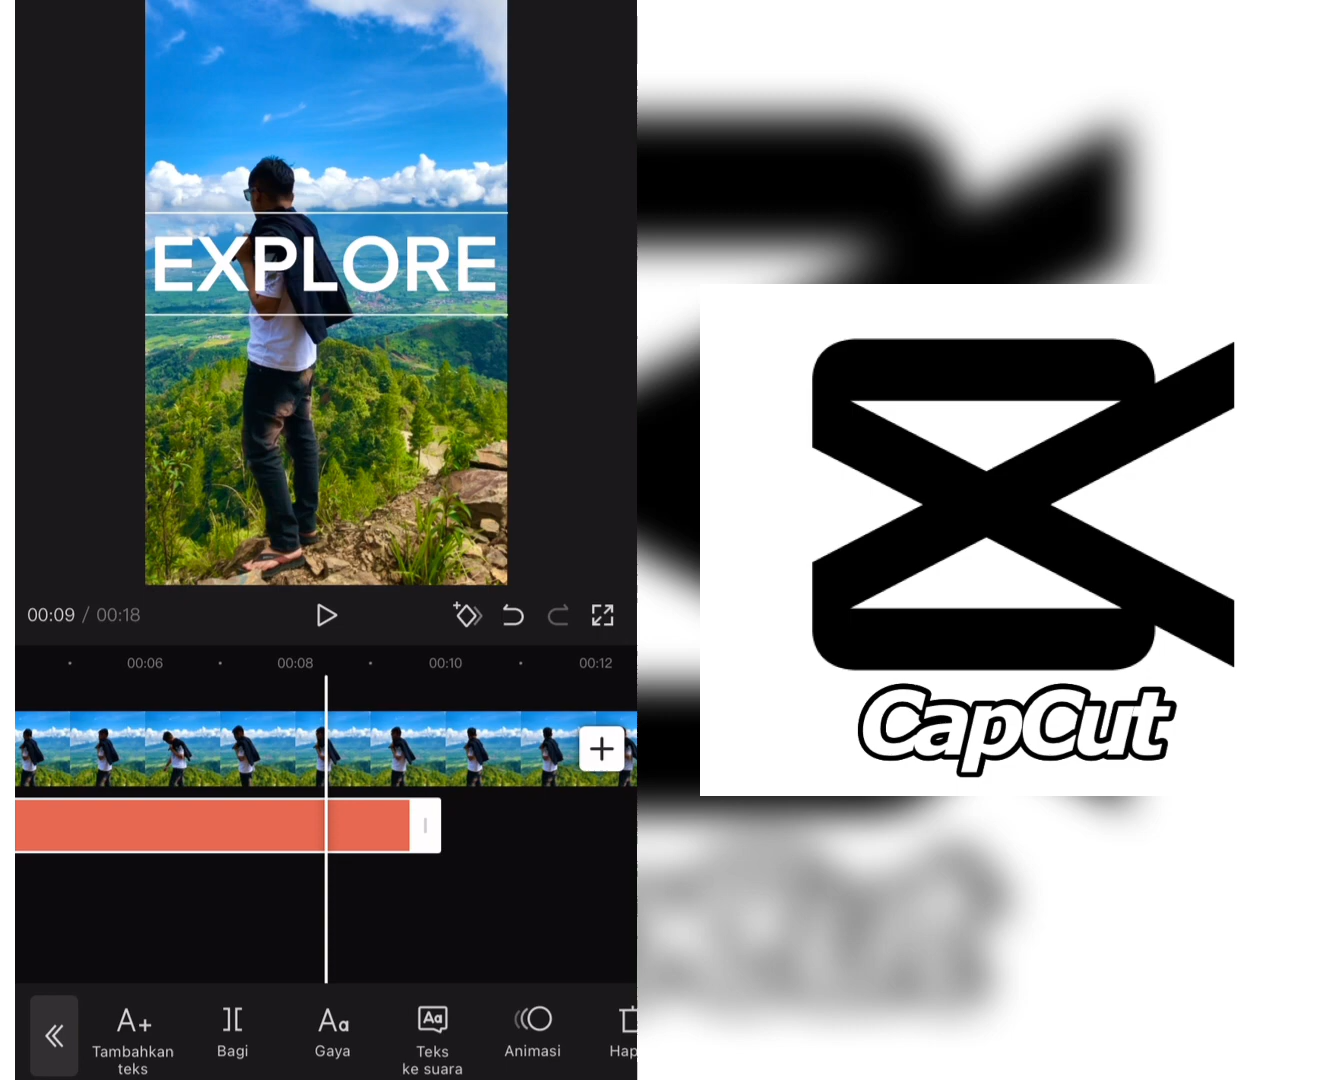 EXPLORE
00:09 / 00:18
00:06
00:08
00:10
00:12
Tambahkan
teks
Bagi
Gaya
Teks
ke suara
Animasi
Hap
CapCut